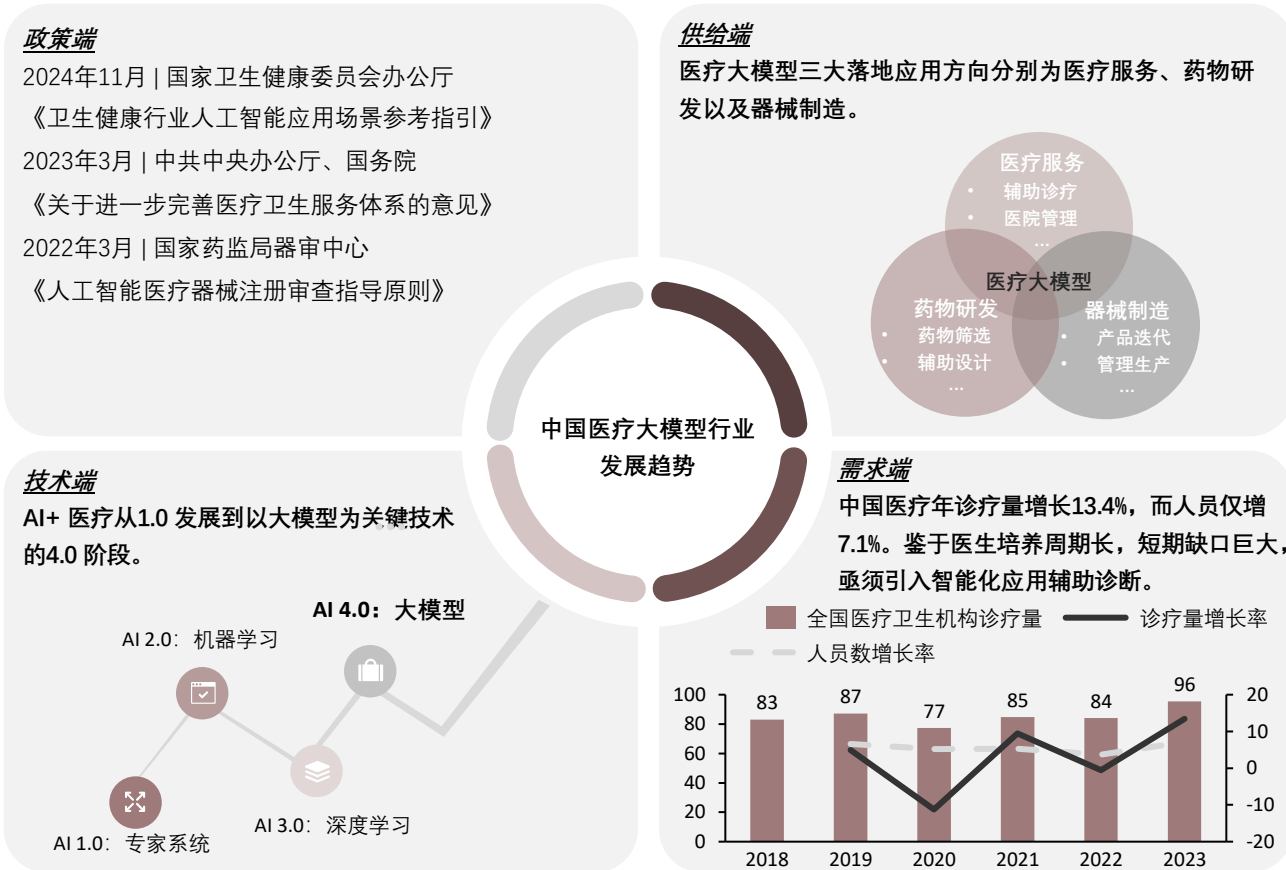 政策端
2024年11月 | 国家卫生健康委员会办公厅
《卫生健康行业人工智能应用场景参考指引》
2023年3月 | 中共中央办公厅、国务院
《关于进一步完善医疗卫生服务体系的意见》
2022年3月 | 国家药监局器审中心
《人工智能医疗器械注册审查指导原则》
供给端
医疗大模型三大落地应用方向分别为医疗服务、药物研
发以及器械制造。
医疗服务
• 辅助诊疗
• 医院管理
...
医疗大模型
药物研发
• 药物筛选
• 辅助设计
...
器械制造
• 产品迭代
• 管理生产
...
中国医疗大模型行业
发展趋势
技术端
AI+ 医疗从1.0 发展到以大模型为关键技术
的4.0 阶段。
AI 4.0：大模型
AI 2.0：机器学习
AI 3.0：深度学习
AI 1.0：专家系统
需求端
中国医疗年诊疗量增长13.4%，而人员仅增
7.1%。鉴于医生培养周期长，短期缺口巨大，
亟须引入智能化应用辅助诊断。
全国医疗卫生机构诊疗量
诊疗量增长率
人员数增长率
100
80
60
40
20
0
83
87
77
85
84
96
20
10
0
-10
-20
2018
2019
2020
2021
2022
2023